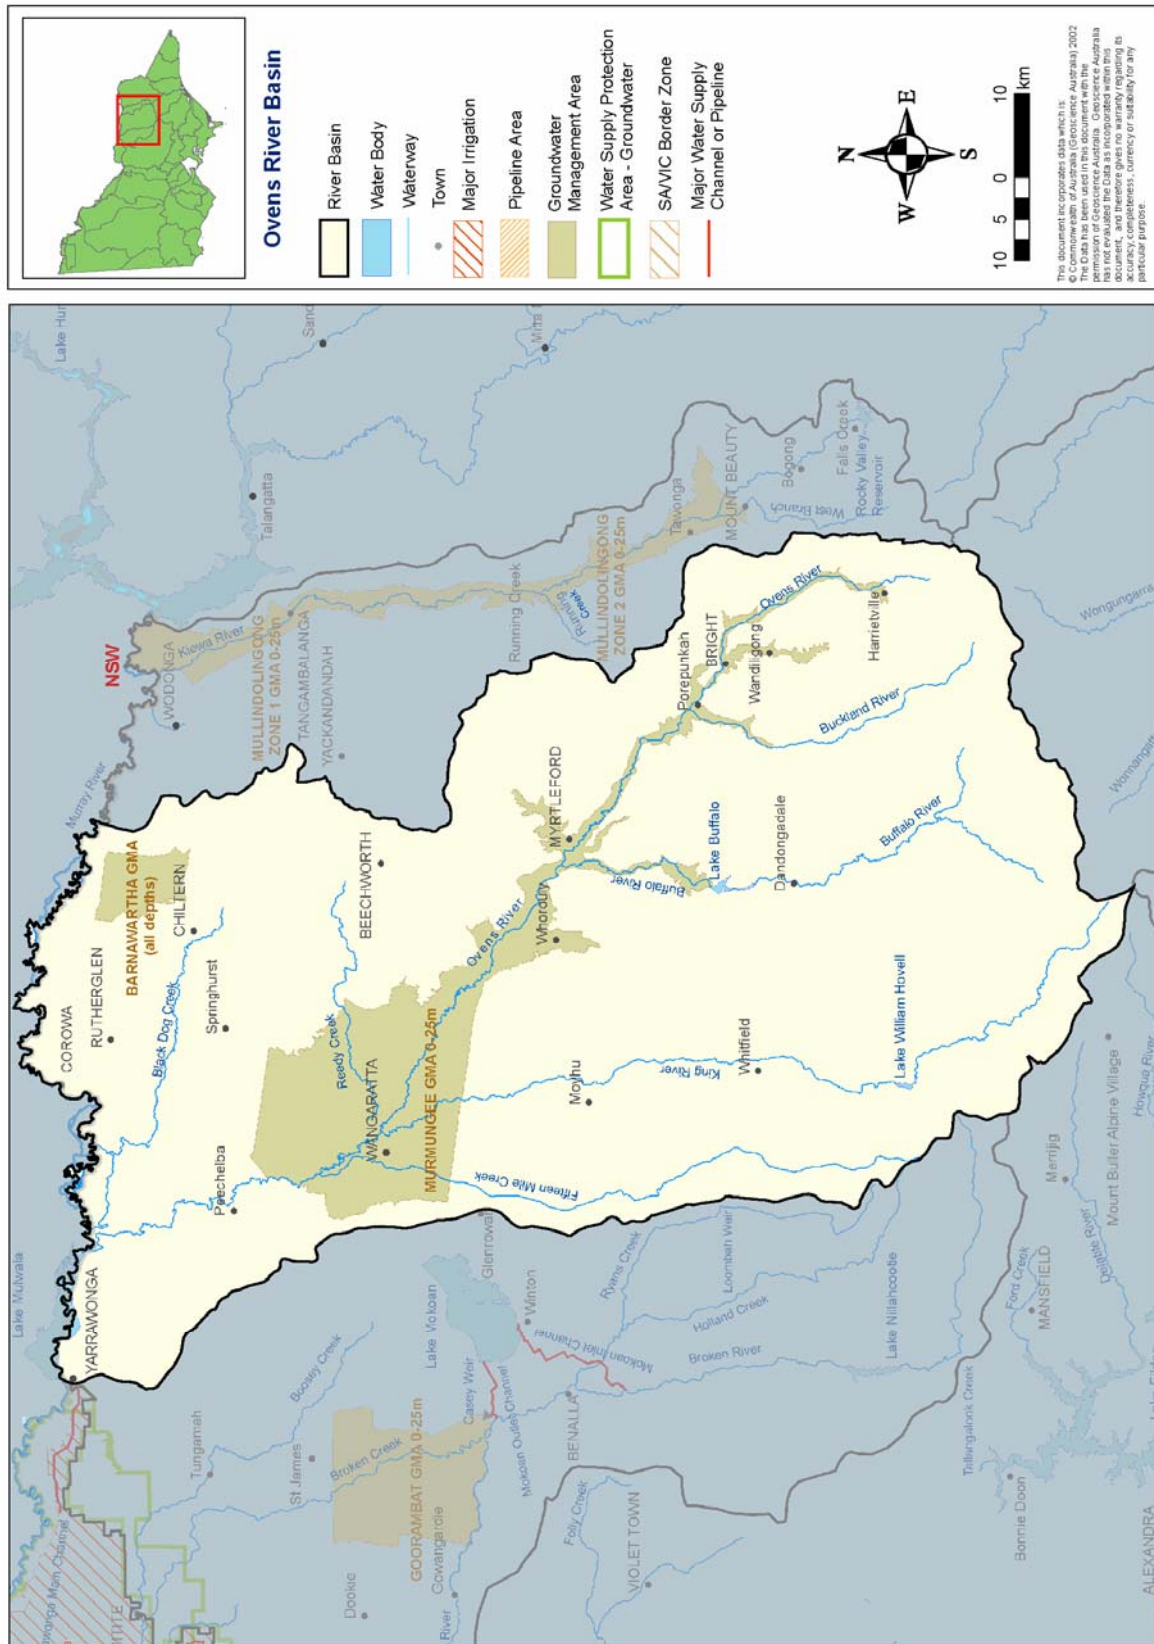 Ovens River Basin
River Basin
Water Body
Waterway
Town
Major Irrigation
Pipeline Area
Groundwater
Management Area
Water Supply Protection
Area - Groundwater
SA/VIC Border Zone
Major Water Supply
Channel or Pipeline
N
W
E
S
10
5
0
10
km
This document incorporates data which is:
© Commonwealth of Australia (Geoscience Australia) 2002
The Data has been used in this document with the
permission of Geoscience Australia. Geoscience Australia
has not evaluated the Data as incorporated within this
document, and therefore gives no warranty regarding its
accuracy, completeness, currency or suitability for any
particular purpose.
Lake Mulwala
YARRAWONGA
COROWA
RUTHERGLEN
BARNAWARTHA GMA
(all depths)
CHILTERN
Black Dog Creek
Springhurst
Peechelba
Murray River
NSW
WODONGA
Kiewa River
MULLINDOLINGONG
ZONE 1 GMA 0-25m
TANGAMBALANGA
YACKANDANDAH
Talangatta
Lake Hur
Sand
Mitta
BEECHWORTH
Reedy Creek
WANGARATTA
MURMUNGEE GMA 0-25m
Ovens River
Whorouly
MYRTLEFORD
Running Creek
Running
Creek
MULLINDOLINGONG
ZONE 2 GMA 0-25m
Tawonga
MOUNT BEAUTY
West Branch
Bogong
Falls Creek
Rocky Valley
Reservoir
Porepunkah
BRIGHT
Wandiligong
Ovens River
Harrietville
Buckland River
Buffalo River
Lake Buffalo
Dandongadale
Buffalo River
Moyhu
King River
Whitfield
Lake William Hovell
Fifteen Mile Creek
Wongungarra
Wonnangatt
Tungamah
Boosey Creek
St James
Broken Creek
GOORAMBAT GMA 0-25m
Gowangardie
Dookie
River
Lake Mokoan
Casey Weir
Mokoan Outlet Channel
Glenrowan
Winton
Mokoan Inlet Channel
BENALLA
Folly Creek
VIOLET TOWN
Ryans Creek
Loombah Weir
Holland Creek
Broken River
Lake Nillahcootie
Merrijig
Mount Buller Alpine Village
Howqua River
Delatite River
Ford Creek
MANSFIELD
Bonnie Doon
ALEXANDRA
Main Channel